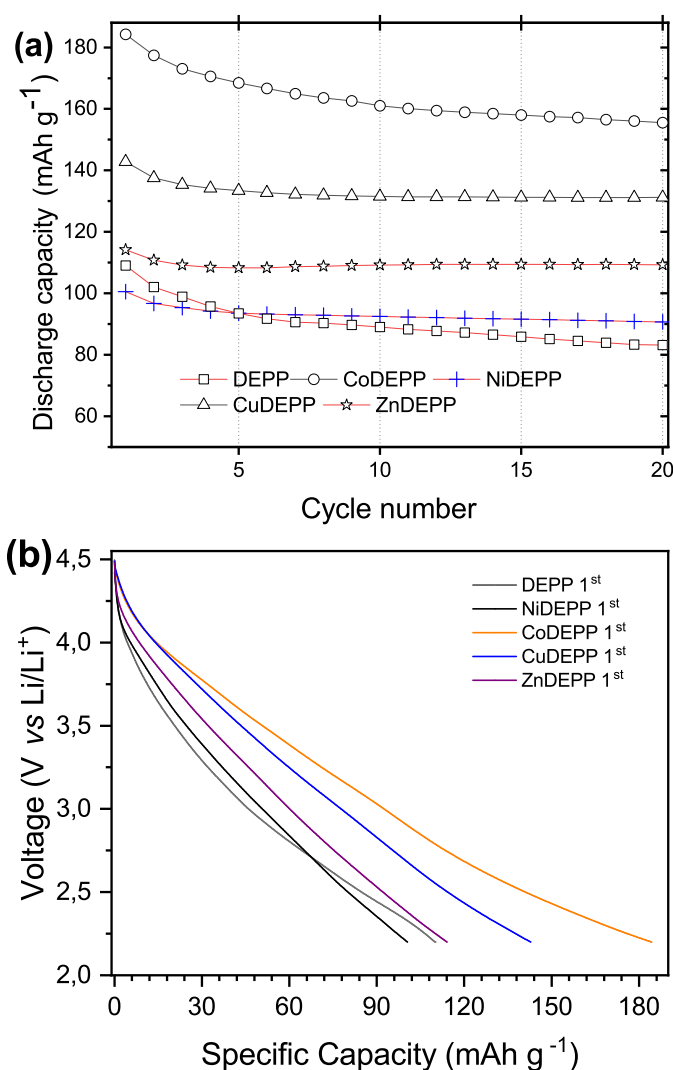 (a)
Discharge capacity (mAh g⁻¹)
180
160
140
120
100
80
60
DEPP CoDEPP NiDEPP
CuDEPP ZnDEPP
5 10 15 20
Cycle number
(b)
Voltage (V vs Li/Li⁺)
4,5
4,0
3,5
3,0
2,5
2,0
DEPP 1ˢᵗ
NiDEPP 1ˢᵗ
CoDEPP 1ˢᵗ
CuDEPP 1ˢᵗ
ZnDEPP 1ˢᵗ
0 30 60 90 120 150 180
Specific Capacity (mAh g ⁻¹)